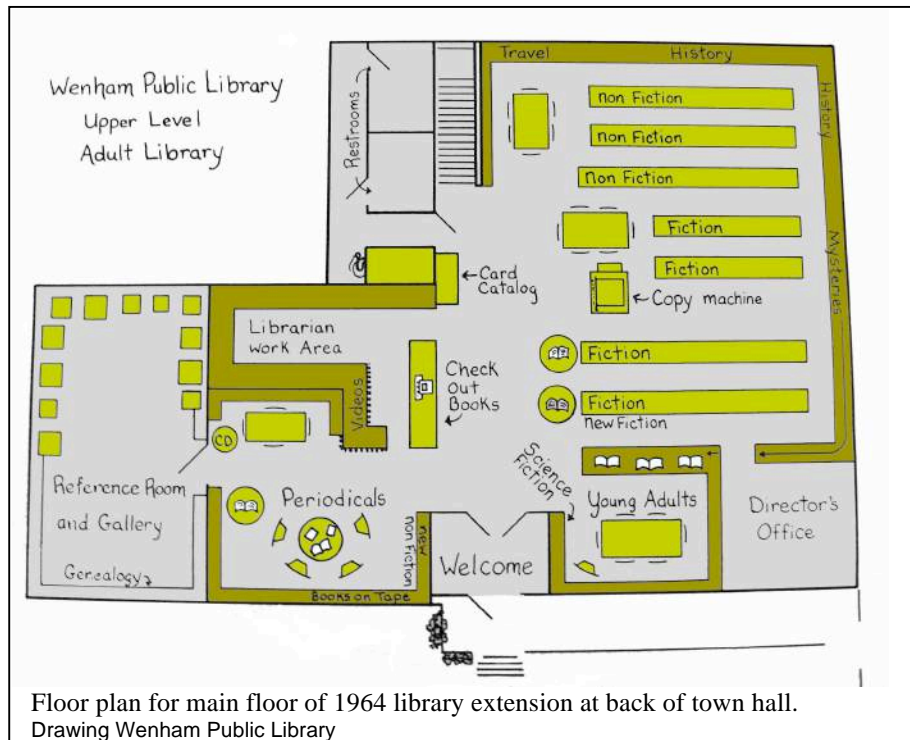 Wenham Public Library
Upper Level
Adult Library
Restrooms
Travel
History
History
non Fiction
non Fiction
non Fiction
Fiction
Fiction
Mysteries
Card
Catalog
Copy machine
Librarian
work Area
Videos
Check
out
Books
Fiction
Fiction
new Fiction
CD
Reference Room
and Gallery
Genealogy
Periodicals
new
non Fiction
Books on Tape
Welcome
Science
Fiction
Young Adults
Director's
Office
Floor plan for main floor of 1964 library extension at back of town hall.
Drawing Wenham Public Library